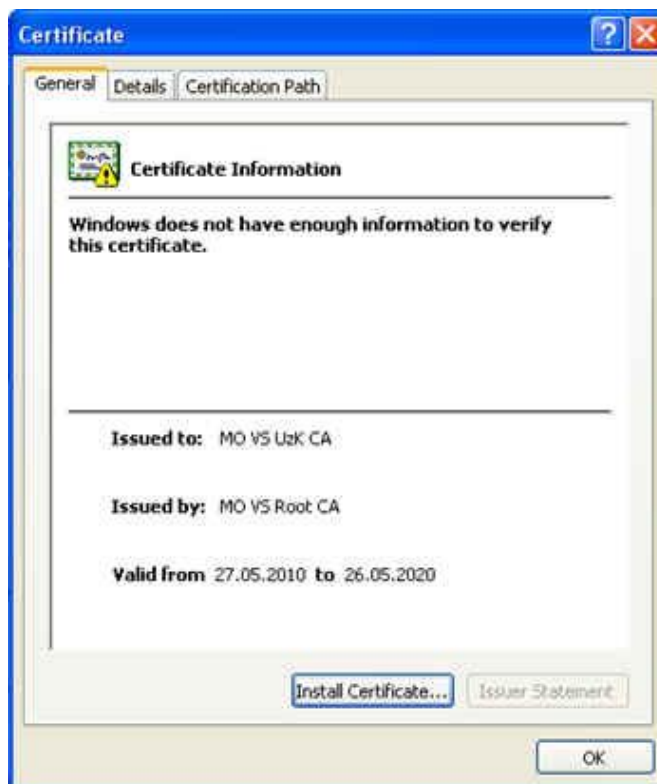 Certificate
General Details Certification Path
Certificate Information
Windows does not have enough information to verify
this certificate.
Issued to: MO VS UzK CA
Issued by: MO VS Root CA
Valid from 27.05.2010 to 26.05.2020
Install Certificate... Issuer Statement
OK